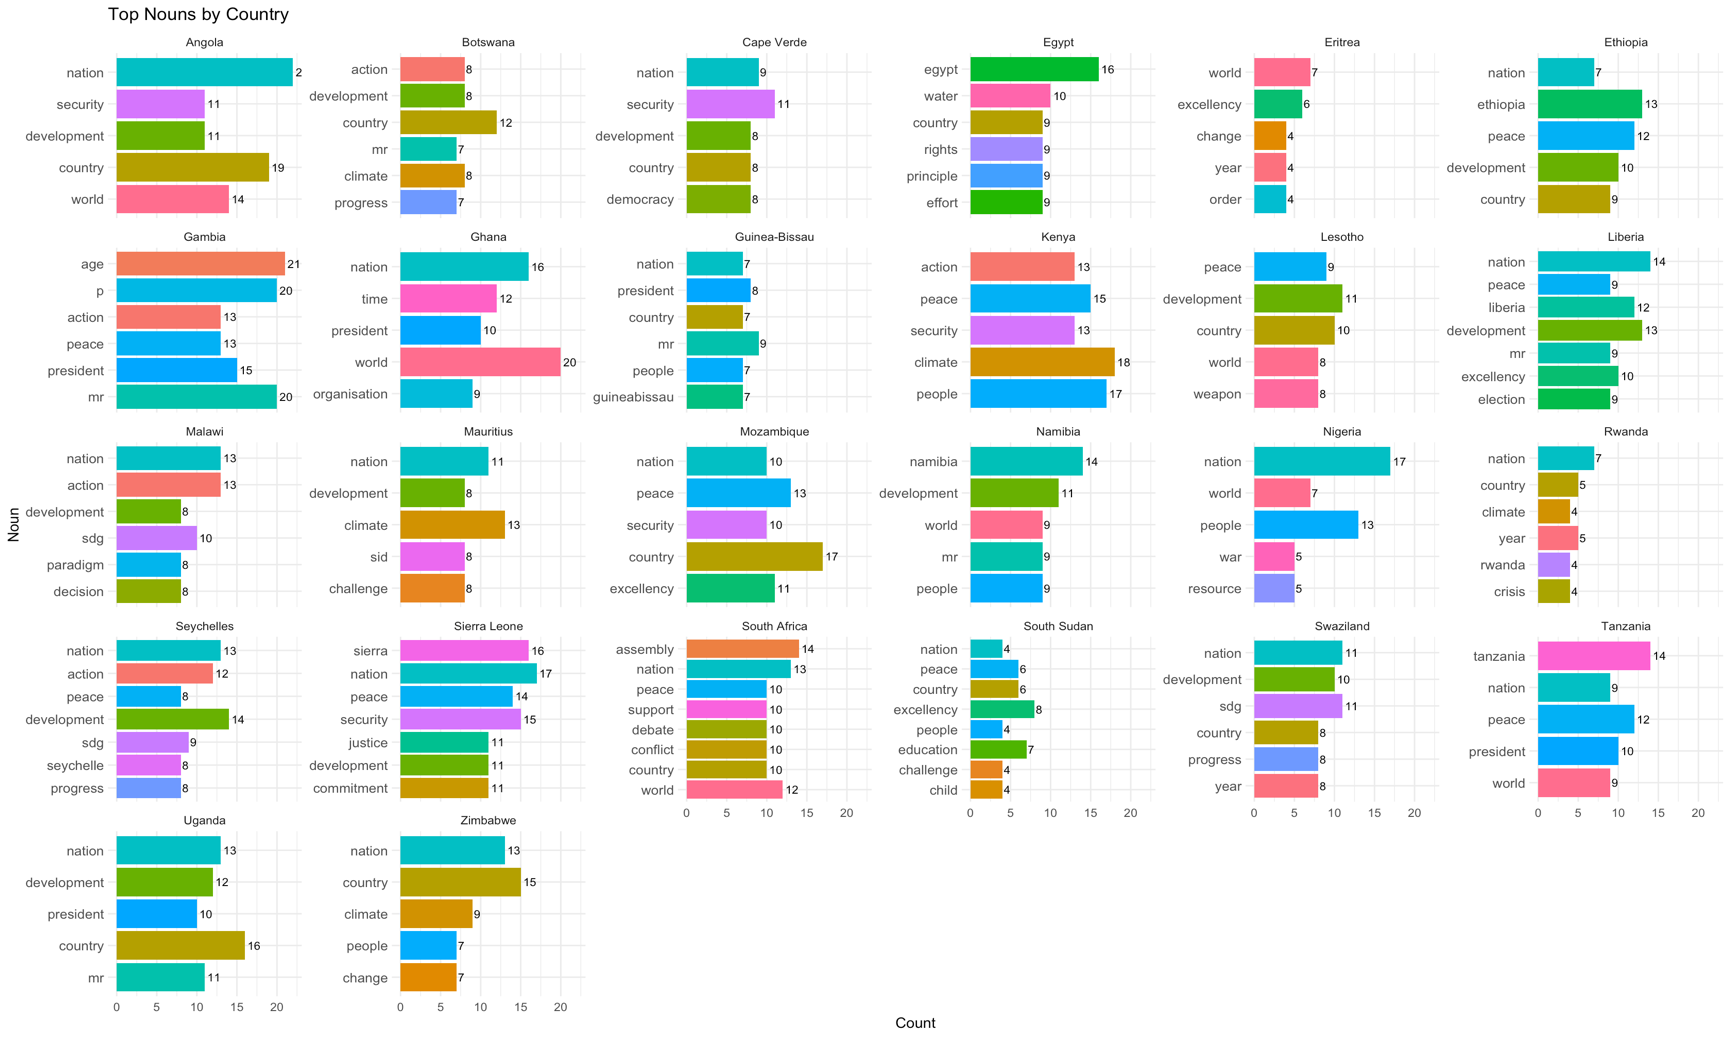 Top Nouns by Country
Angola
nation 2
security 11
development 11
country 19
world 14
Botswana
action 8
development 8
country 12
mr 7
climate 8
progress 7
Cape Verde
nation 9
security 11
development 8
country 8
democracy 8
Egypt
egypt 16
water 10
country 9
rights 9
principle 9
effort 9
Eritrea
world 7
excellency 6
change 4
year 4
order 4
Ethiopia
nation 7
ethiopia 13
peace 12
development 10
country 9
Gambia
age 21
p 20
action 13
peace 13
president 15
mr 20
Ghana
nation 16
time 12
president 10
world 20
organisation 9
Guinea-Bissau
nation 7
president 8
country 7
mr 9
people 7
guineabissau 7
Kenya
action 13
peace 15
security 13
climate 18
people 17
Lesotho
peace 9
development 11
country 10
world 8
weapon 8
Liberia
nation 14
peace 9
liberia 12
development 13
mr 9
excellency 10
election 9
Malawi
nation 13
action 13
development 8
sdg 10
paradigm 8
decision 8
Mauritius
nation 11
development 8
climate 13
sid 8
challenge 8
Mozambique
nation 10
peace 13
security 10
country 17
excellency 11
Namibia
namibia 14
development 11
world 9
mr 9
people 9
Nigeria
nation 17
world 7
people 13
war 5
resource 5
Rwanda
nation 7
country 5
climate 4
year 5
rwanda 4
crisis 4
Seychelles
nation 13
action 12
peace 8
development 14
sdg 9
seychelle 8
progress 8
Sierra Leone
sierra 16
nation 17
peace 14
security 15
justice 11
development 11
commitment 11
South Africa
assembly 14
nation 13
peace 10
support 10
debate 10
conflict 10
country 10
world 12
0 5 10 15 20
South Sudan
nation 4
peace 6
country 6
excellency 8
people 4
education 7
challenge 4
child 4
0 5 10 15 20
Swaziland
nation 11
development 10
sdg 11
country 8
progress 8
year 8
0 5 10 15 20
Tanzania
tanzania 14
nation 9
peace 12
president 10
world 9
0 5 10 15 20
Uganda
nation 13
development 12
president 10
country 16
mr 11
0 5 10 15 20
Zimbabwe
nation 13
country 15
climate 9
people 7
change 7
0 5 10 15 20
Noun
Count